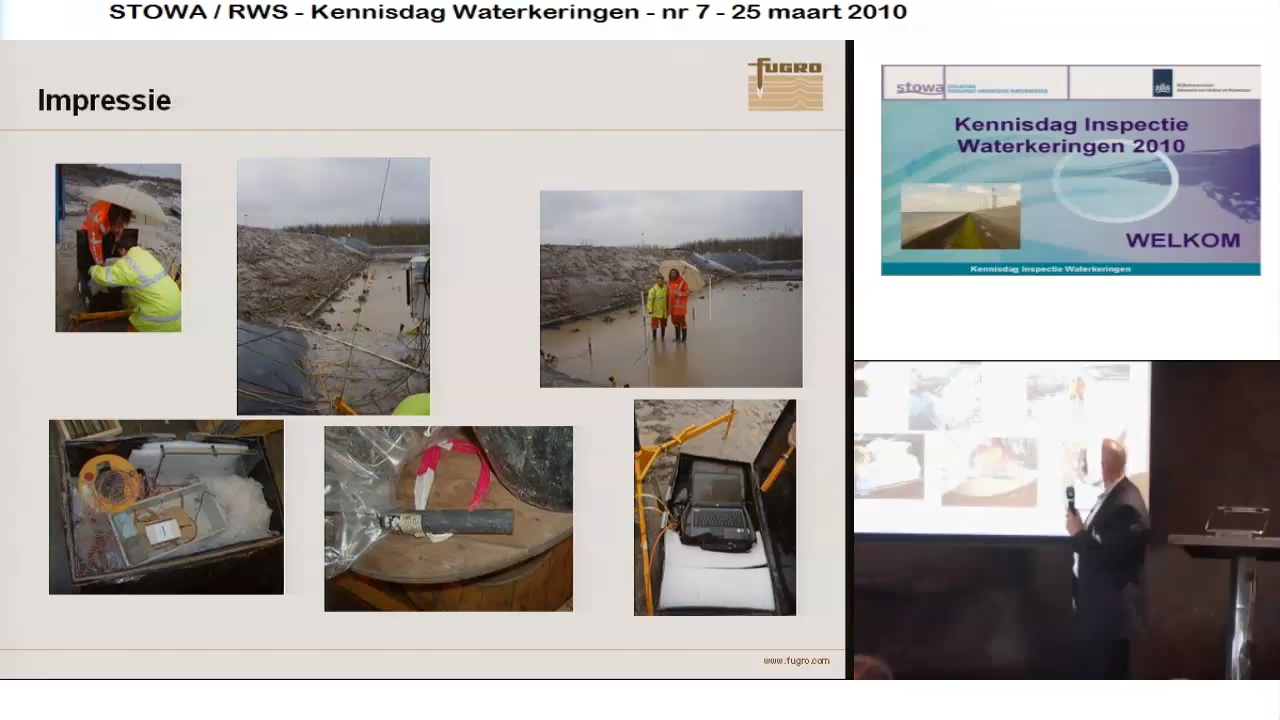 STOWA / RWS - Kennisdag Waterkeringen - nr 7 - 25 maart 2010
Impressie
fugro
www.fugro.com
stowa
Kennisdag Inspectie
Waterkeringen 2010
WELKOM
Kennisdag Inspectie Waterkeringen